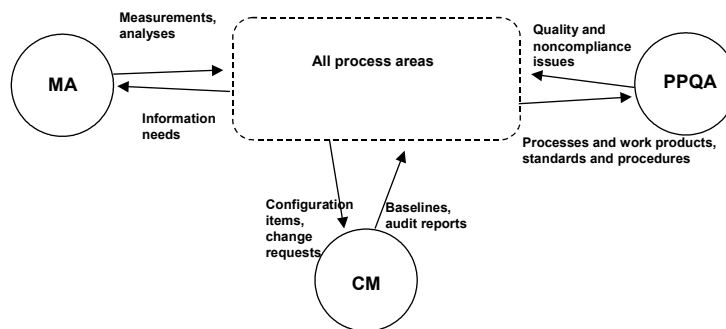 Measurements,
analyses
MA
Information
needs
All process areas
Quality and
noncompliance
issues
PPQA
Processes and work products,
standards and procedures
Configuration
items,
change
requests
Baselines,
audit reports
CM